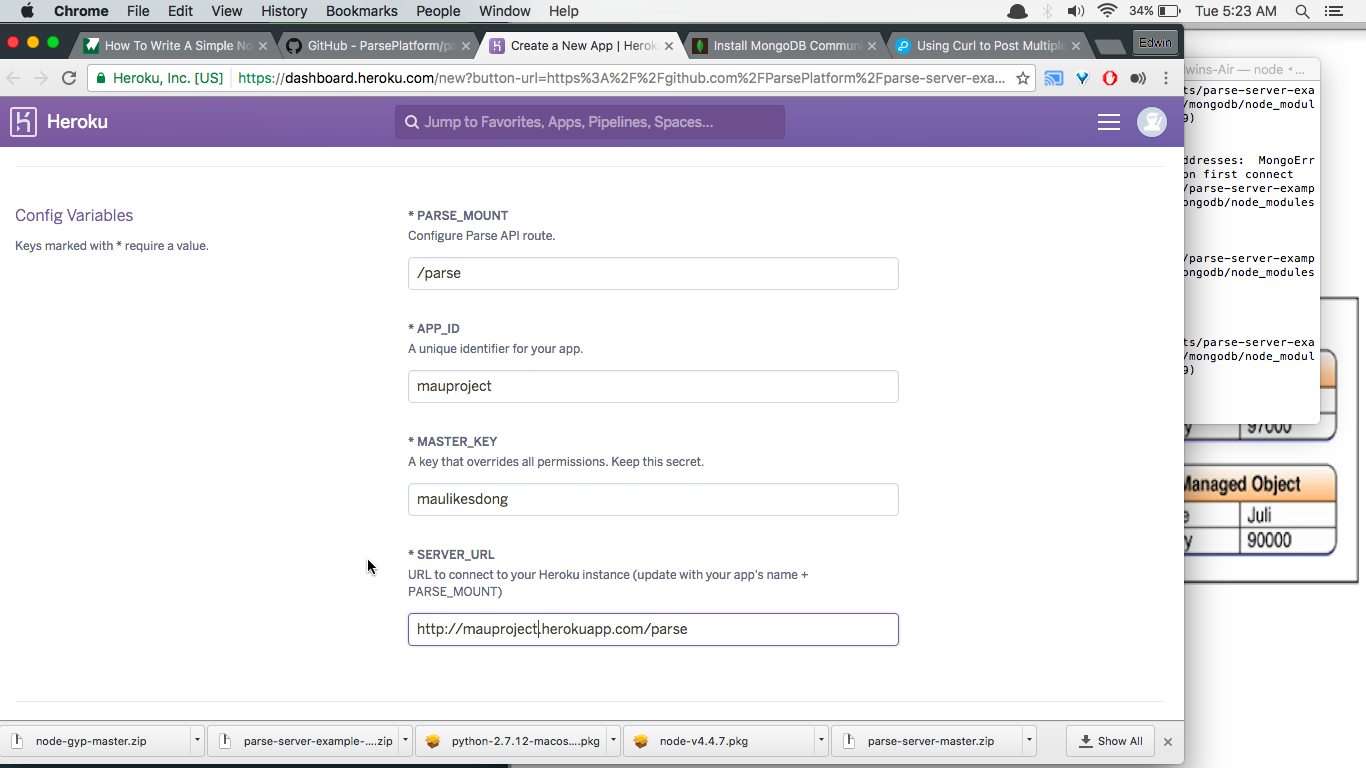 Chrome File Edit View History Bookmarks People Window Help 34% Tue 5:23 AM
How To Write A Simple No
GitHub - ParsePlatform/pa
Create a New App | Herok
Install MongoDB Commun
Using Curl to Post Multiple
Edwin
Heroku, Inc. [US] https://dashboard.heroku.com/new?button-url=https%3A%2F%2Fgithub.com%2FParsePlatform%2Fparse-server-exa...
wins-Air — node
ts/parse-server-exa
/mongodb/node_modul
9)
ddresses: MongoErr
on first connect
/parse-server-examp
ongodb/node_modules
/parse-server-examp
ongodb/node_modules
ts/parse-server-exa
/mongodb/node_modul
9)
Heroku
Jump to Favorites, Apps, Pipelines, Spaces...
Config Variables
Keys marked with * require a value.
* PARSE_MOUNT
Configure Parse API route.
/parse
* APP_ID
A unique identifier for your app.
mauproject
* MASTER_KEY
A key that overrides all permissions. Keep this secret.
maulikesdong
* SERVER_URL
URL to connect to your Heroku instance (update with your app's name +
PARSE_MOUNT)
http://mauproject.herokuapp.com/parse
y 97000
Managed Object
e Juli
y 90000
node-gyp-master.zip
parse-server-example-....zip
python-2.7.12-macos....pkg
node-v4.4.7.pkg
parse-server-master.zip
Show All